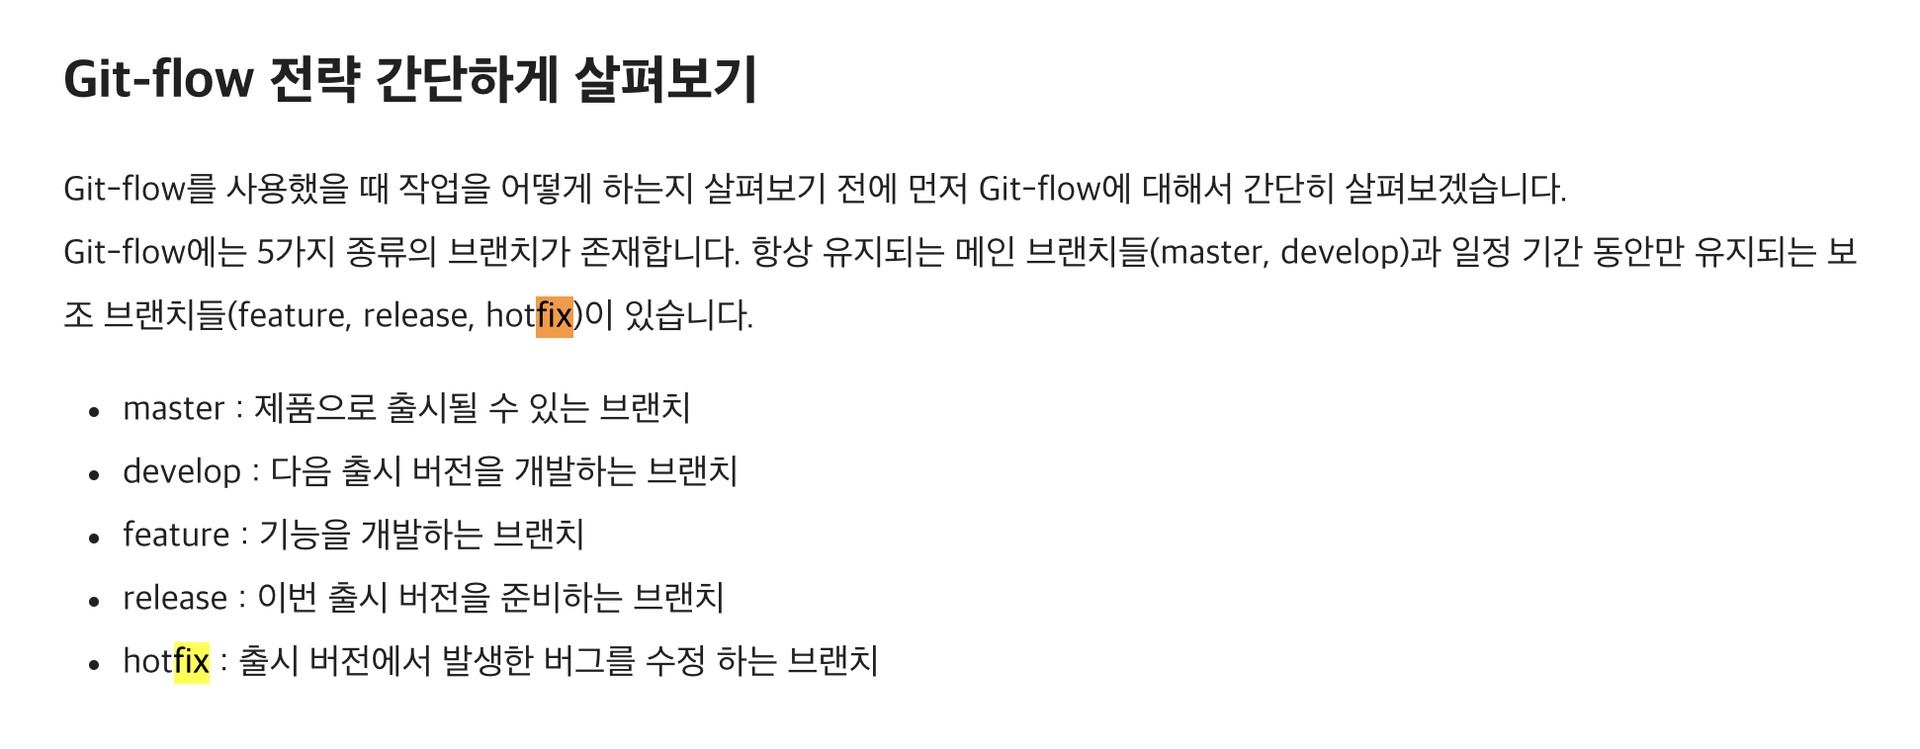 Git-flow 전략 간단하게 살펴보기
Git-flow를 사용했을 때 작업을 어떻게 하는지 살펴보기 전에 먼저 Git-flow에 대해서 간단히 살펴보겠습니다.
Git-flow에는 5가지 종류의 브랜치가 존재합니다. 항상 유지되는 메인 브랜치들(master, develop)과 일정 기간 동안만 유지되는 보
조 브랜치들(feature, release, hotfix)이 있습니다.
• master : 제품으로 출시될 수 있는 브랜치
• develop : 다음 출시 버전을 개발하는 브랜치
• feature : 기능을 개발하는 브랜치
• release : 이번 출시 버전을 준비하는 브랜치
• hotfix : 출시 버전에서 발생한 버그를 수정 하는 브랜치